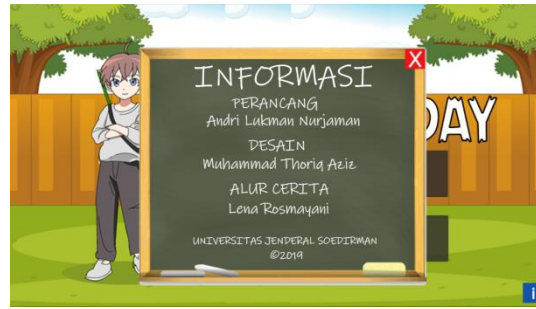 INFORMASI
X
PERANCANG
Andri Lukman Nurjaman
DAY
DESAIN
Muhammad Thoriq Aziz
ALUR CERITA
Lena Rosmayani
UNIVERSITAS JENDERAL SOEDIRMAN
©2019
i